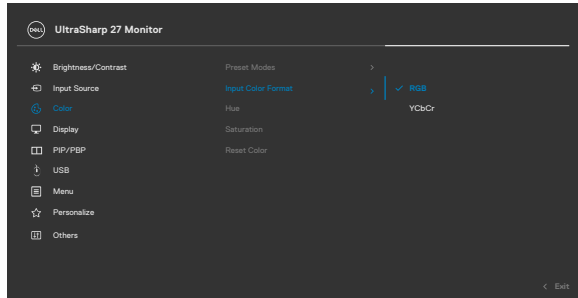 DELL UltraSharp 27 Monitor
Brightness/Contrast Preset Modes >
Input Source Input Color Format > ✓ RGB
Color Hue YCbCr
Display Saturation
PIP/PBP Reset Color
USB
Menu
Personalize
Others
< Exit